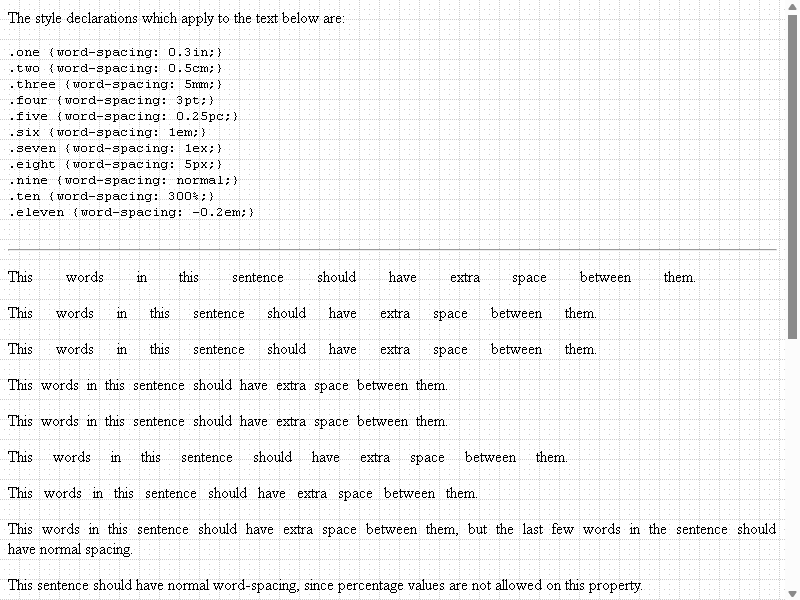 The style declarations which apply to the text below are:
.one {word-spacing: 0.3in;}
.two {word-spacing: 0.5cm;}
.three {word-spacing: 5mm;}
.four {word-spacing: 3pt;}
.five {word-spacing: 0.25pc;}
.six {word-spacing: 1em;}
.seven {word-spacing: 1ex;}
.eight {word-spacing: 5px;}
.nine {word-spacing: normal;}
.ten {word-spacing: 300%;}
.eleven {word-spacing: -0.2em;}
This words in this sentence should have extra space between them.
This words in this sentence should have extra space between them.
This words in this sentence should have extra space between them.
This words in this sentence should have extra space between them.
This words in this sentence should have extra space between them.
This words in this sentence should have extra space between them.
This words in this sentence should have extra space between them.
This words in this sentence should have extra space between them, but the last few words in the sentence should
have normal spacing.
This sentence should have normal word-spacing, since percentage values are not allowed on this property.